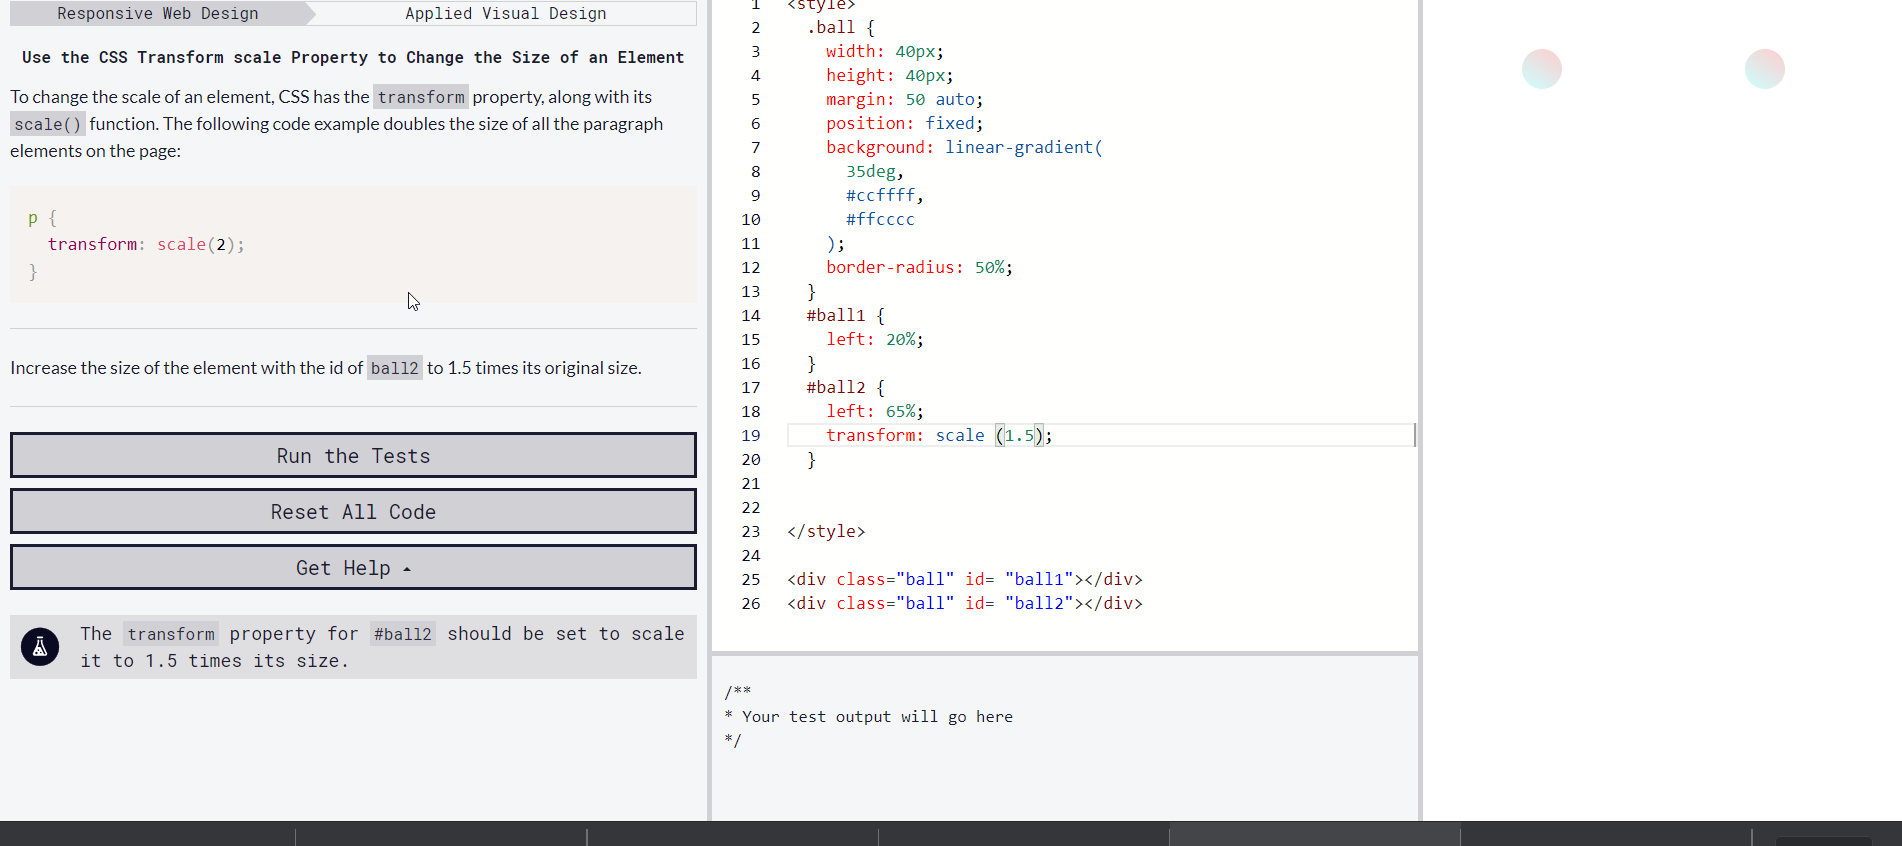 Responsive Web Design
Applied Visual Design
Use the CSS Transform scale Property to Change the Size of an Element
To change the scale of an element, CSS has the transform property, along with its
scale() function. The following code example doubles the size of all the paragraph
elements on the page:
p {
  transform: scale(2);
}
Increase the size of the element with the id of ball2 to 1.5 times its original size.
Run the Tests
Reset All Code
Get Help
The transform property for #ball2 should be set to scale
it to 1.5 times its size.
1 <style>
2   .ball {
3     width: 40px;
4     height: 40px;
5     margin: 50 auto;
6     position: fixed;
7     background: linear-gradient(
8       35deg,
9       #ccffff,
10       #ffcccc
11     );
12     border-radius: 50%;
13   }
14   #ball1 {
15     left: 20%;
16   }
17   #ball2 {
18     left: 65%;
19     transform: scale (1.5);
20   }
21
22
23 </style>
24
25 <div class="ball" id= "ball1"></div>
26 <div class="ball" id= "ball2"></div>
/**
* Your test output will go here
*/